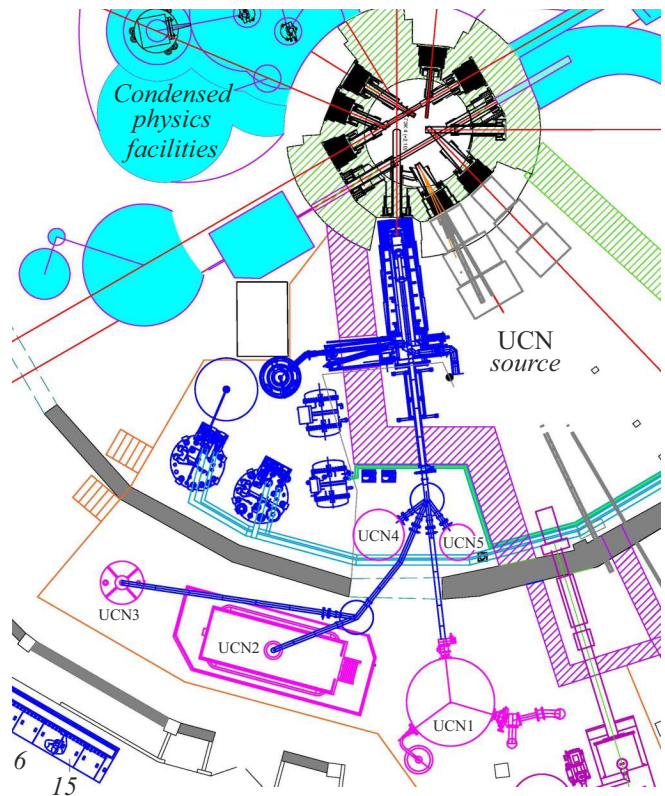 Condensed
physics
facilities
UCN
source
UCN4
UCN5
UCN3
UCN2
UCN1
6
15